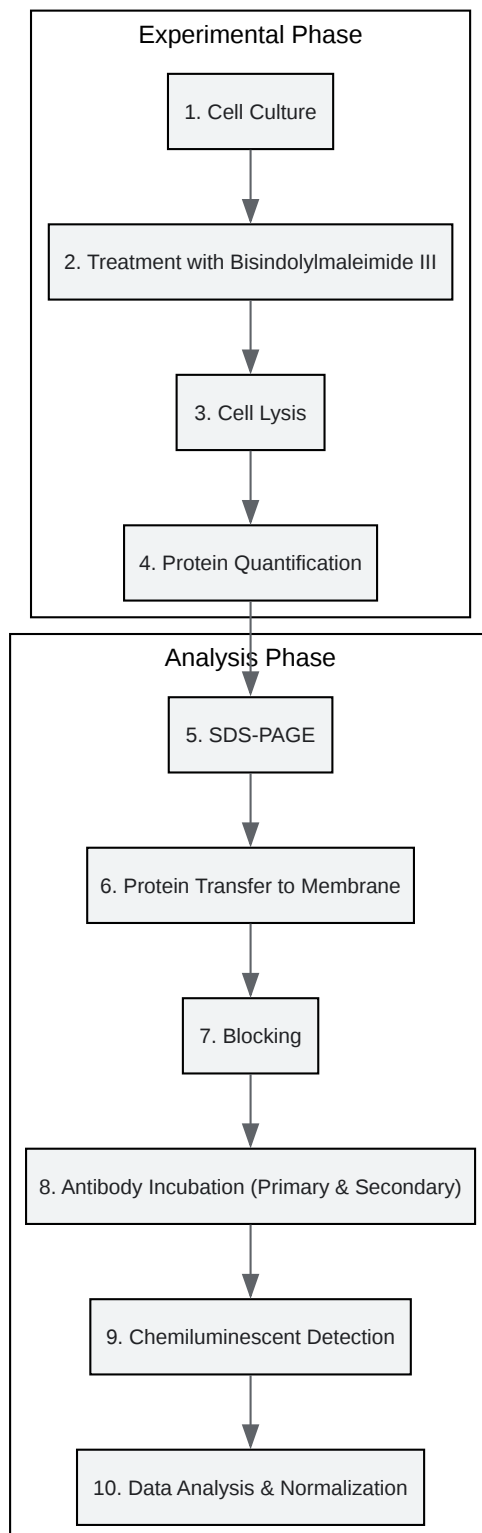 Experimental Phase
1. Cell Culture
2. Treatment with Bisindolylmaleimide III
3. Cell Lysis
4. Protein Quantification
Analysis Phase
5. SDS-PAGE
6. Protein Transfer to Membrane
7. Blocking
8. Antibody Incubation (Primary & Secondary)
9. Chemiluminescent Detection
10. Data Analysis & Normalization